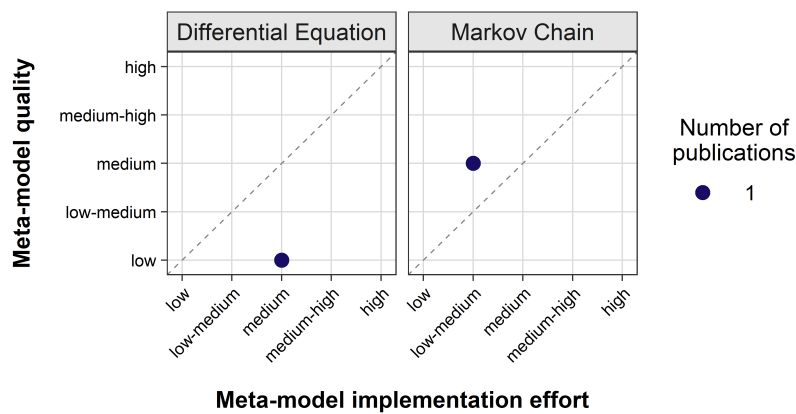 Differential Equation
Markov Chain
Meta-model quality
high
medium-high
medium
low-medium
low
low
low-medium
medium
medium-high
high
low
low-medium
medium
medium-high
high
Meta-model implementation effort
Number of
publications
1